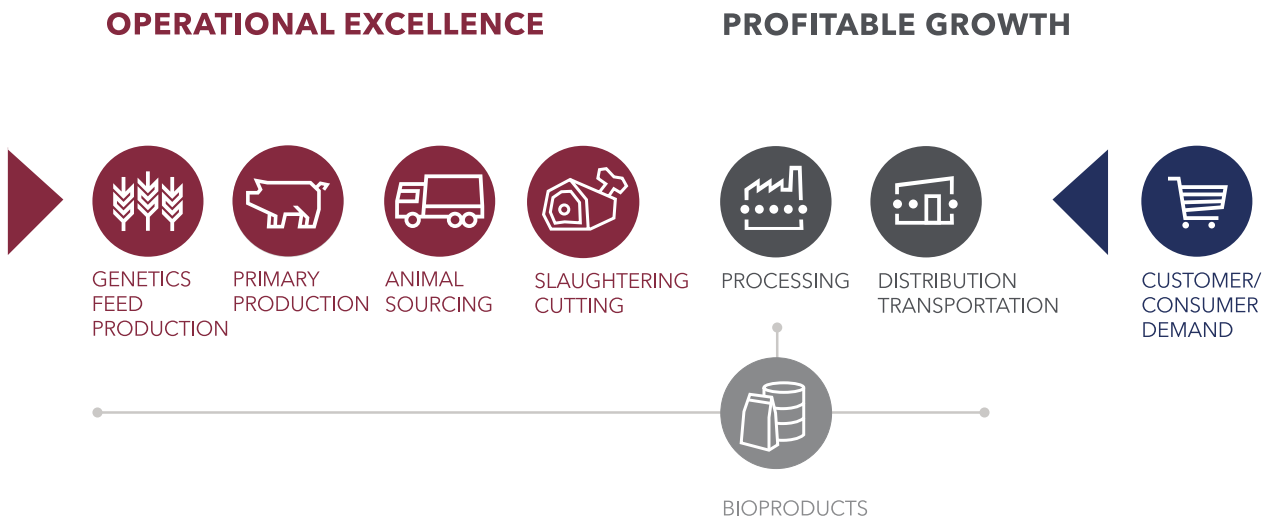 OPERATIONAL EXCELLENCE
PROFITABLE GROWTH
GENETICS
FEED
PRODUCTION
PRIMARY
PRODUCTION
ANIMAL
SOURCING
SLAUGHTERING
CUTTING
PROCESSING
DISTRIBUTION
TRANSPORTATION
CUSTOMER/
CONSUMER
DEMAND
BIOPRODUCTS